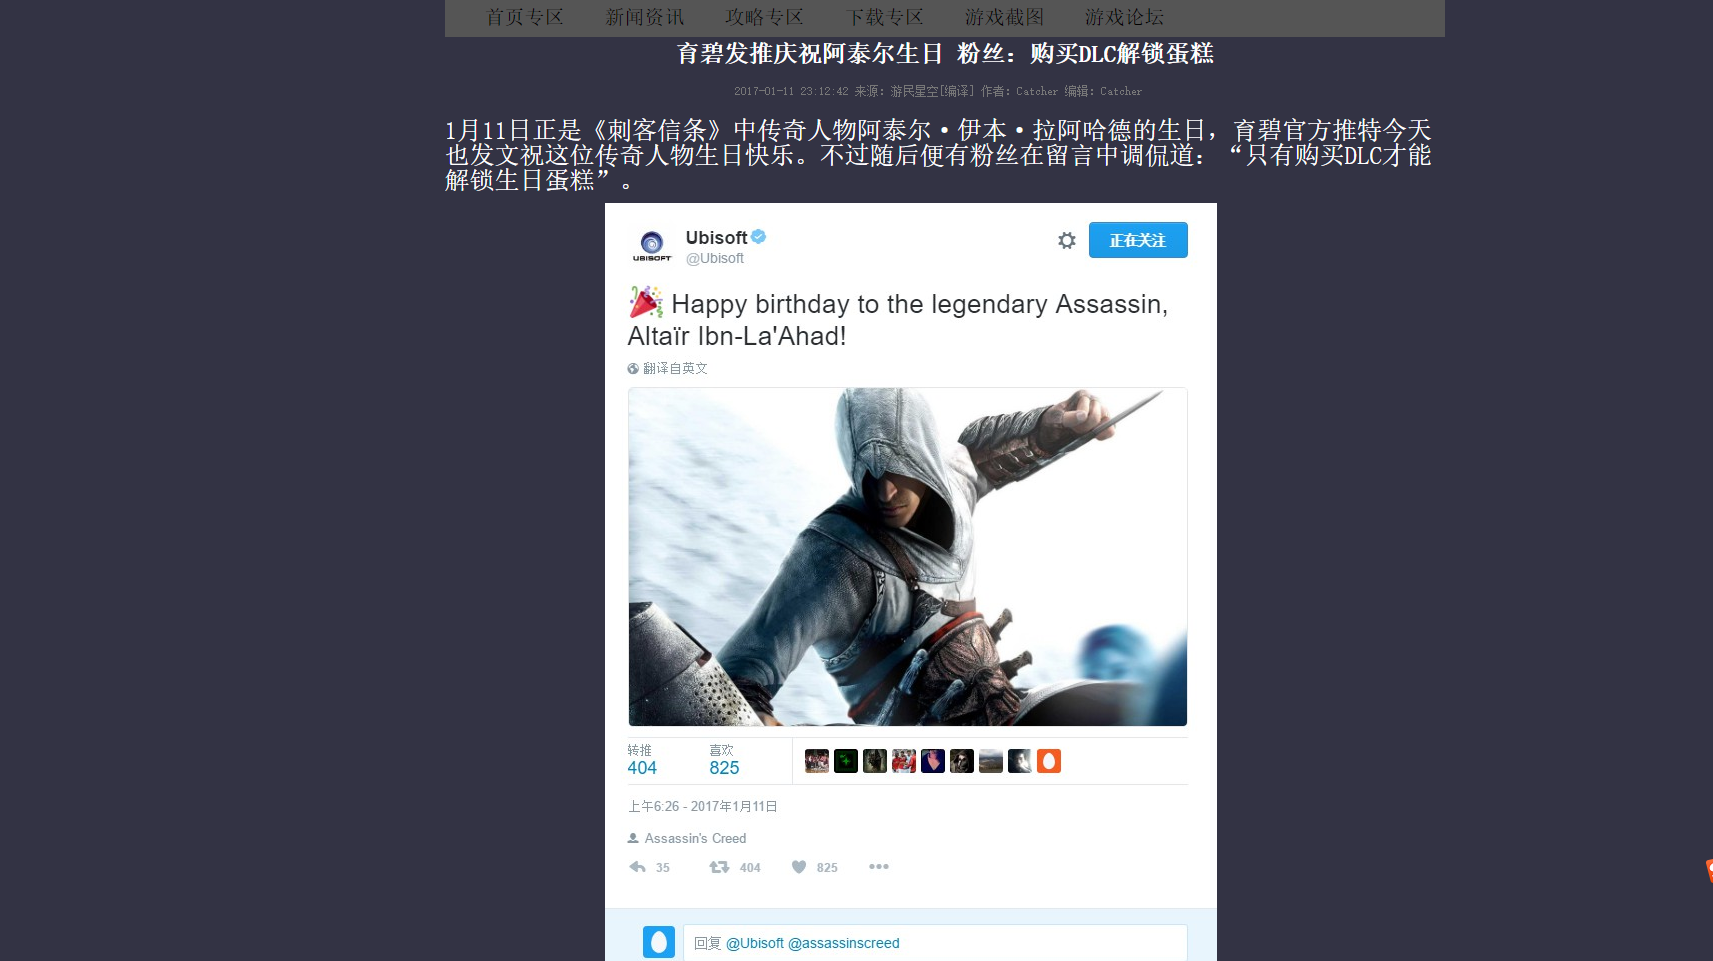 首页专区 新闻资讯 攻略专区 下载专区 游戏截图 游戏论坛
育碧发推庆祝阿泰尔生日 粉丝：购买DLC解锁蛋糕
2017-01-11 23:12:42 来源：游民星空[编译] 作者：Catcher 编辑：Catcher
1月11日正是《刺客信条》中传奇人物阿泰尔·伊本·拉阿哈德的生日，育碧官方推特今天
也发文祝这位传奇人物生日快乐。不过随后便有粉丝在留言中调侃道：“只有购买DLC才能
解锁生日蛋糕”。
UBISOFT
Ubisoft
@Ubisoft
正在关注
Happy birthday to the legendary Assassin,
Altaïr Ibn-La'Ahad!
翻译自英文
转推 喜欢
404 825
上午6:26 - 2017年1月11日
Assassin's Creed
35 404 825
回复 @Ubisoft @assassinscreed